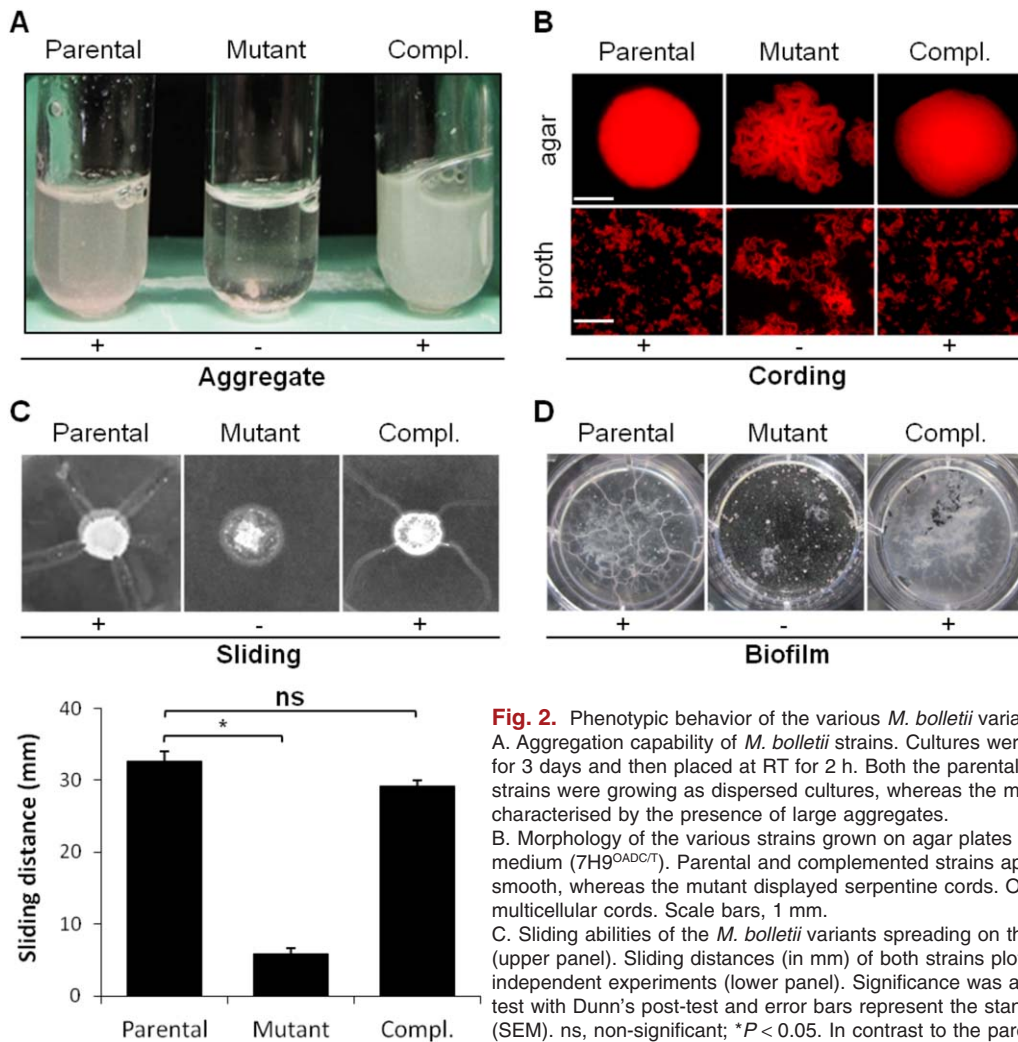 A
Parental Mutant Compl.
+ - +
Aggregate
B
Parental Mutant Compl.
agar
broth
+ - +
Cording
C
Parental Mutant Compl.
+ - +
Sliding
D
Parental Mutant Compl.
+ - +
Biofilm
ns
*
40
30
20
10
0
Sliding distance (mm)
Parental Mutant Compl.
Fig. 2. Phenotypic behavior of the various M. bolletii varia
A. Aggregation capability of M. bolletii strains. Cultures wer
for 3 days and then placed at RT for 2 h. Both the parental
strains were growing as dispersed cultures, whereas the m
characterised by the presence of large aggregates.
B. Morphology of the various strains grown on agar plates
medium (7H9OADC/T). Parental and complemented strains ap
smooth, whereas the mutant displayed serpentine cords. O
multicellular cords. Scale bars, 1 mm.
C. Sliding abilities of the M. bolletii variants spreading on th
(upper panel). Sliding distances (in mm) of both strains plo
independent experiments (lower panel). Significance was a
test with Dunn's post-test and error bars represent the stan
(SEM). ns, non-significant; *P < 0.05. In contrast to the pare